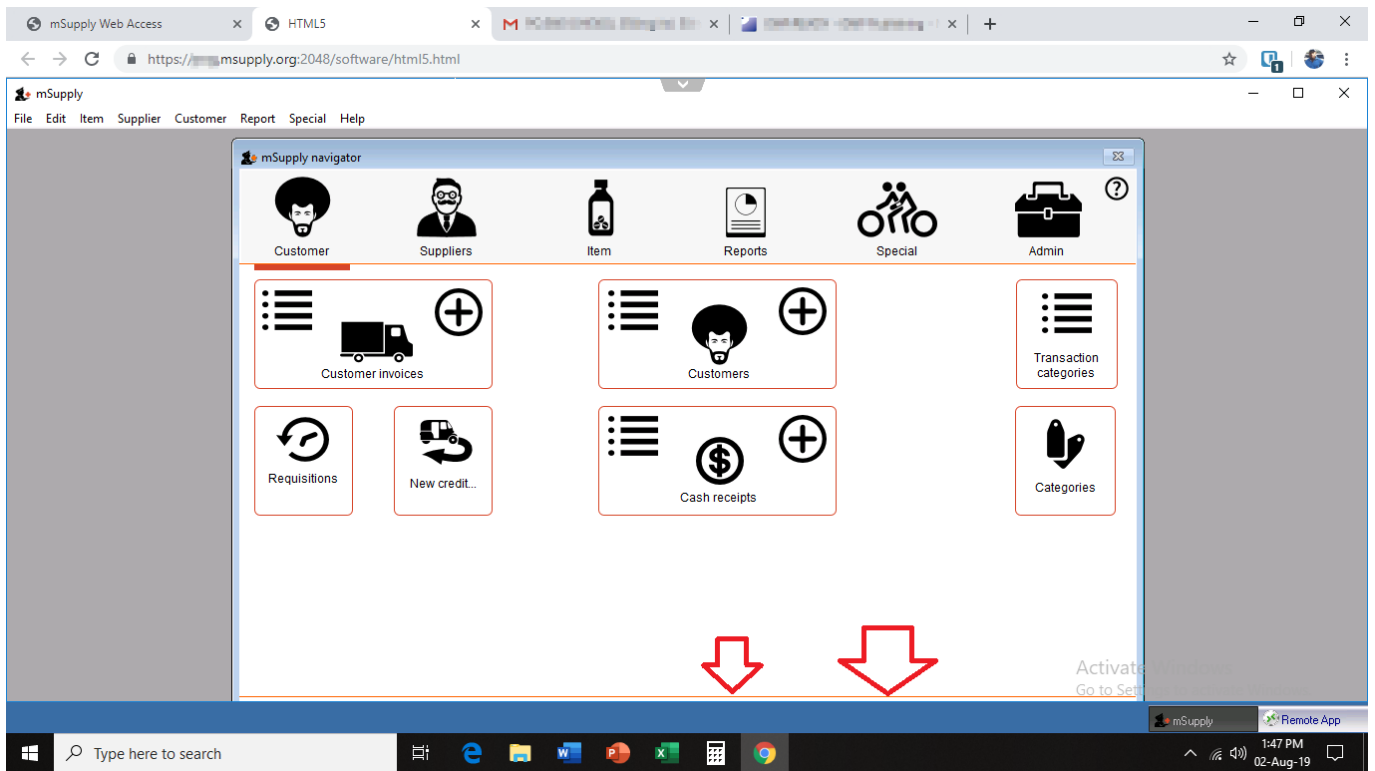 mSupply Web Access
HTML5
https:// msupply.org:2048/software/html5.html
1
mSupply
File Edit Item Supplier Customer Report Special Help
mSupply navigator
?
Customer Suppliers Item Reports Special Admin
Customer invoices
Customers
Transaction
categories
Requisitions
New credit...
$
Cash receipts
Categories
Activate Windows
Go to Sett
mSupply
Remote App
Type here to search
1:47 PM
02-Aug-19